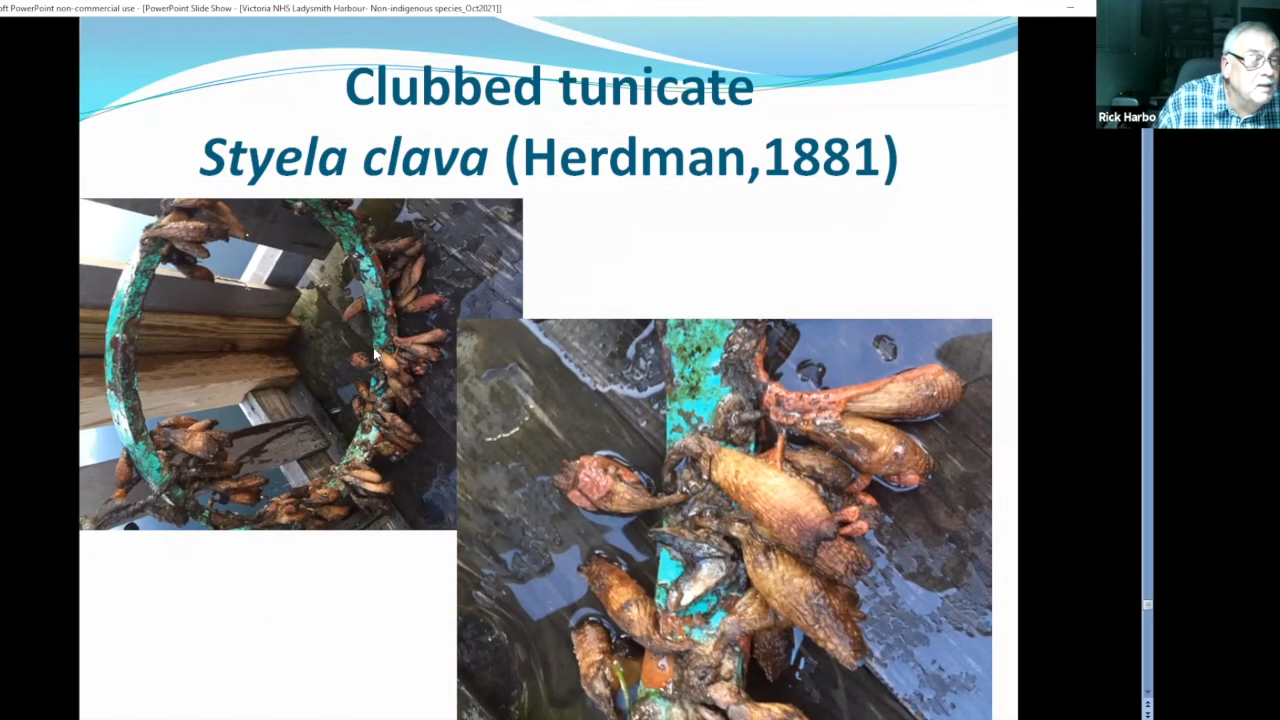 oft PowerPoint non-commercial use - [PowerPoint Slide Show - [Victoria NHS Ladysmith Harbour- Non-indigenous species_Oct2021]]
Clubbed tunicate
Styela clava (Herdman,1881)
Rick Harbo